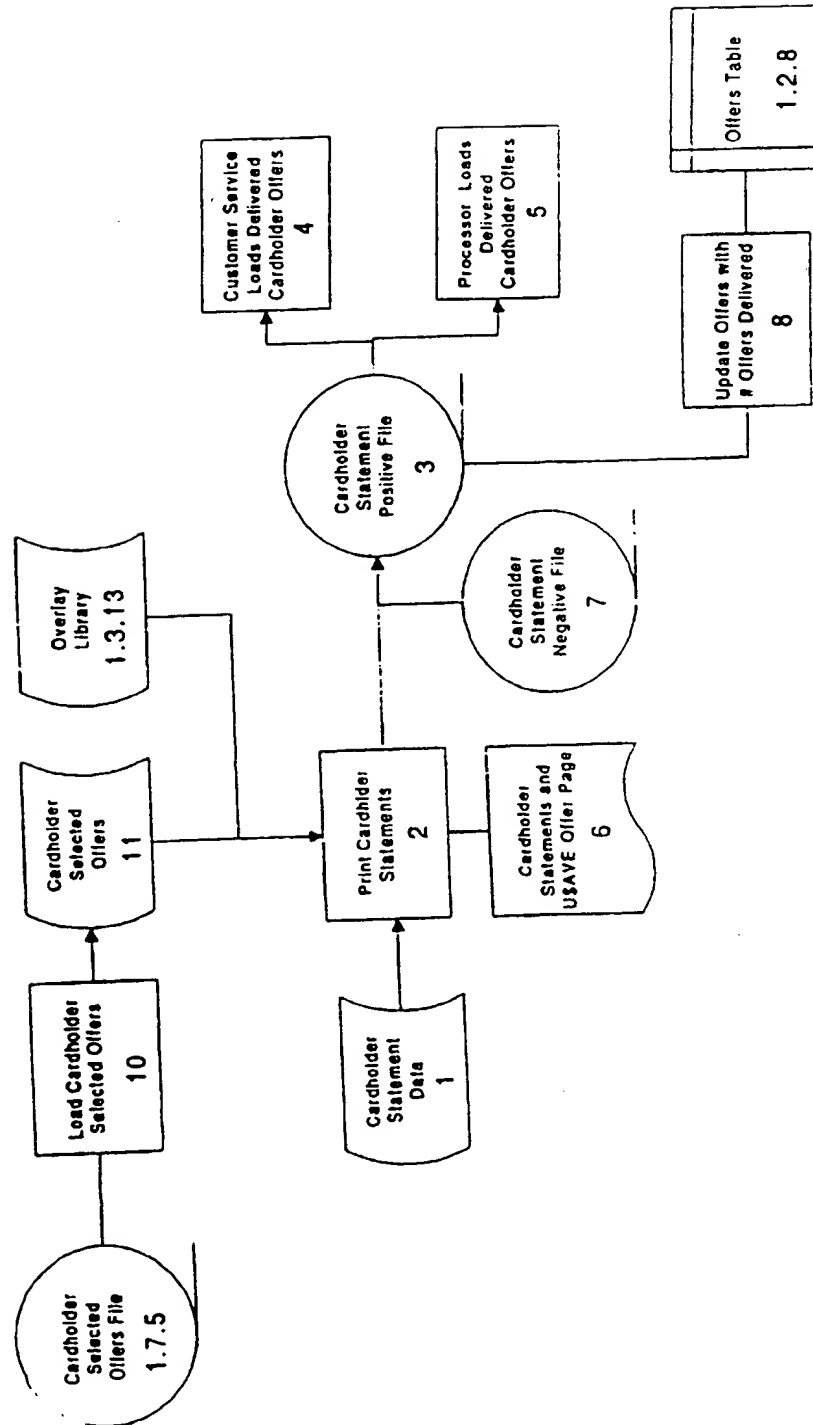 Cardholder
Selected
Offers File
1.7.5
Load Cardholder
Selected Offers
10
Cardholder
Selected
Offers
11
Overlay
Library
1.3.13
Cardholder
Statement
Data
1
Print Cardhlder
Statements
2
Cardholder
Statements and
U$AVE Offer Page
6
Cardholder
Statement
Positive File
3
Cardholder
Statement
Negative File
7
Customer Service
Loads Delivered
Cardholder Offers
4
Processor Loads
Delivered
Cardholder Offers
5
Update Offers with
# Offers Delivered
8
Offers Table
1.2.8